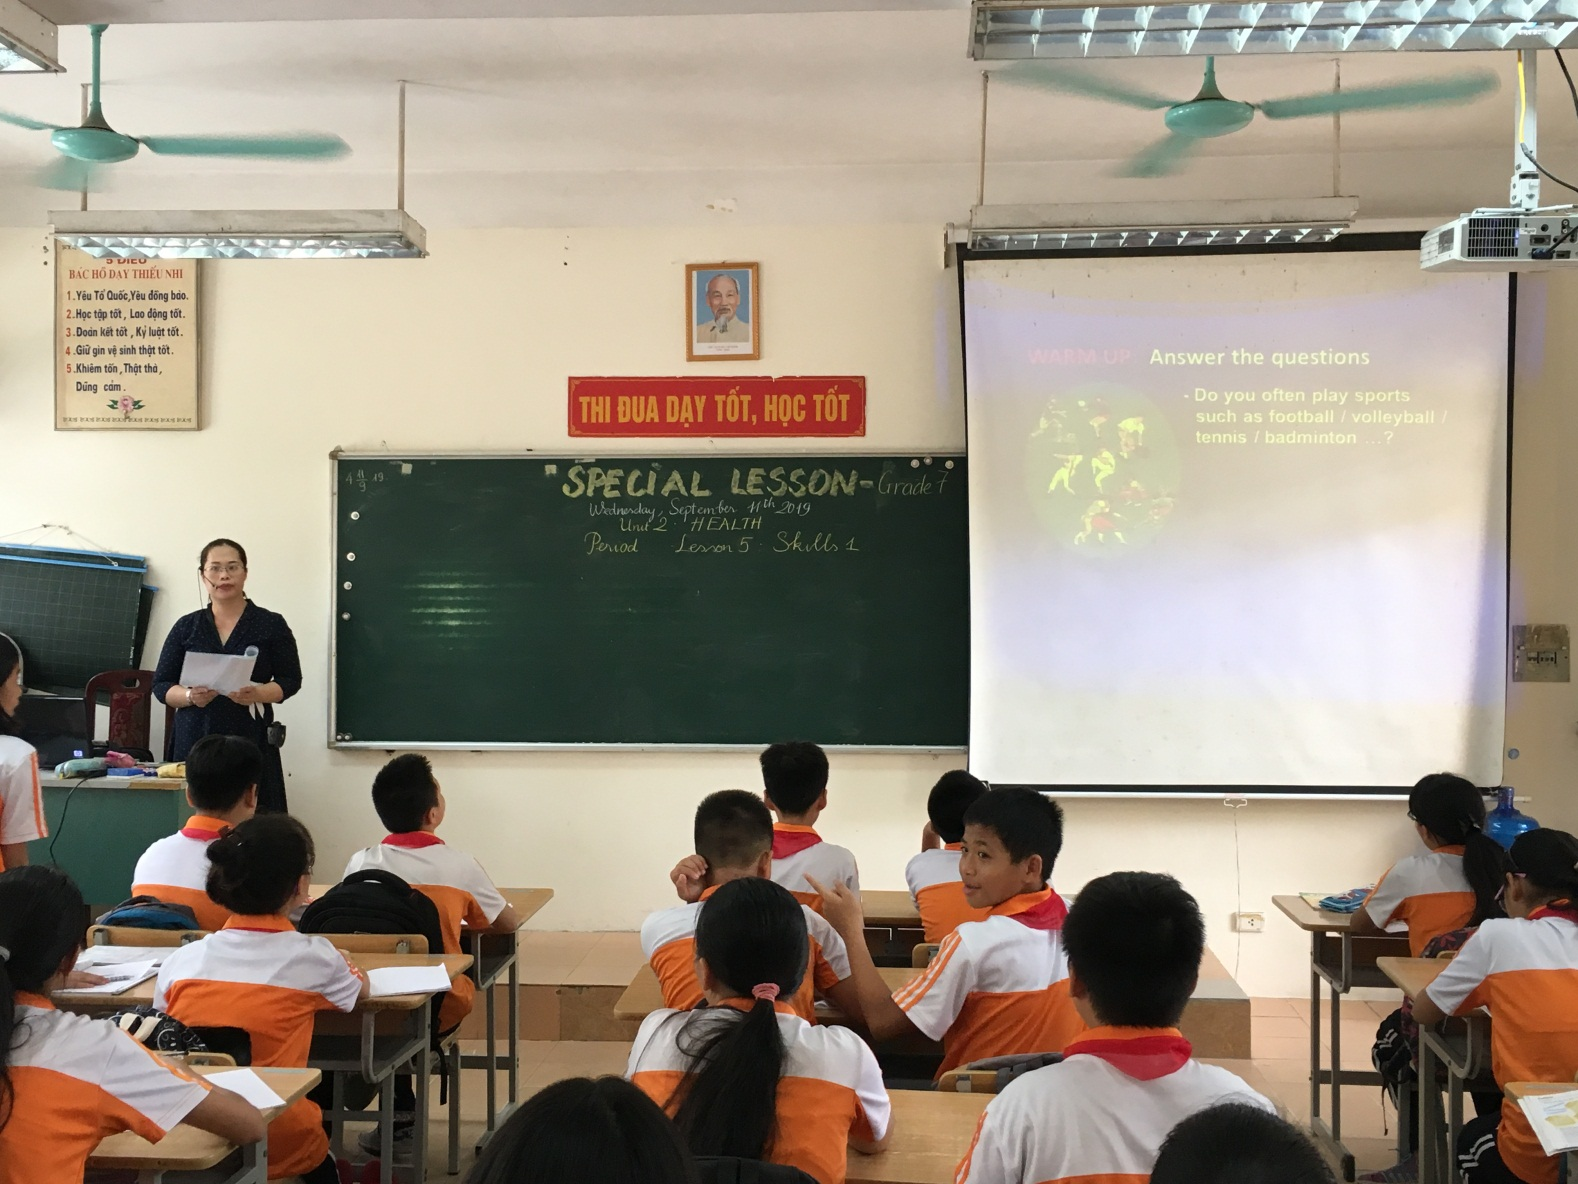 5 ĐIỀU
BÁC HỒ DẠY THIẾU NHI
1.Yêu Tổ Quốc,Yêu đồng bào.
2.Học tập tốt , Lao động tốt.
3.Đoàn kết tốt , Kỷ luật tốt.
4.Giữ gìn vệ sinh thật tốt.
5.Khiêm tốn ,Thật thà ,
Dũng cảm .
THI ĐUA DẠY TỐT, HỌC TỐT
SPECIAL LESSON- Grade 7
Wednesday, September 11th 2019
Unit 2 : HEALTH
Period Lesson 5 : Skills 1
WARM-UP: Answer the questions
- Do you often play sports
such as football / volleyball /
tennis / badminton ...?